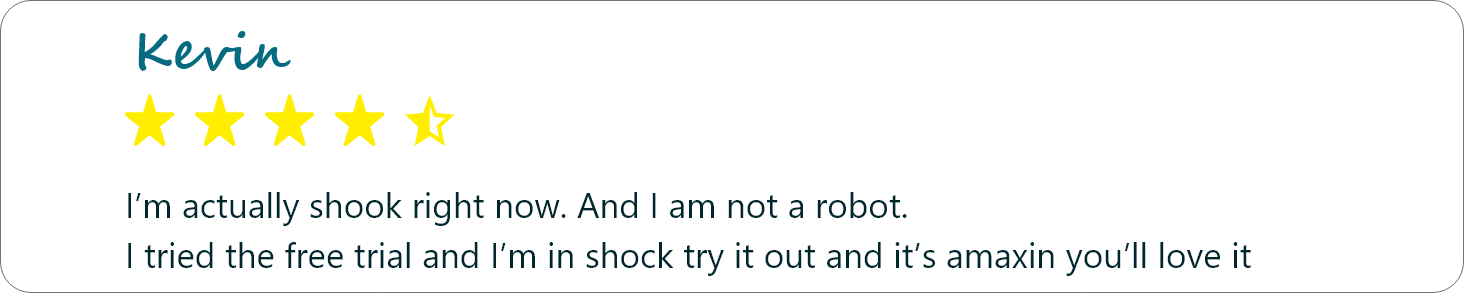 Kevin
I’m actually shook right now. And I am not a robot.
I tried the free trial and I’m in shock try it out and it’s amaxin you’ll love it